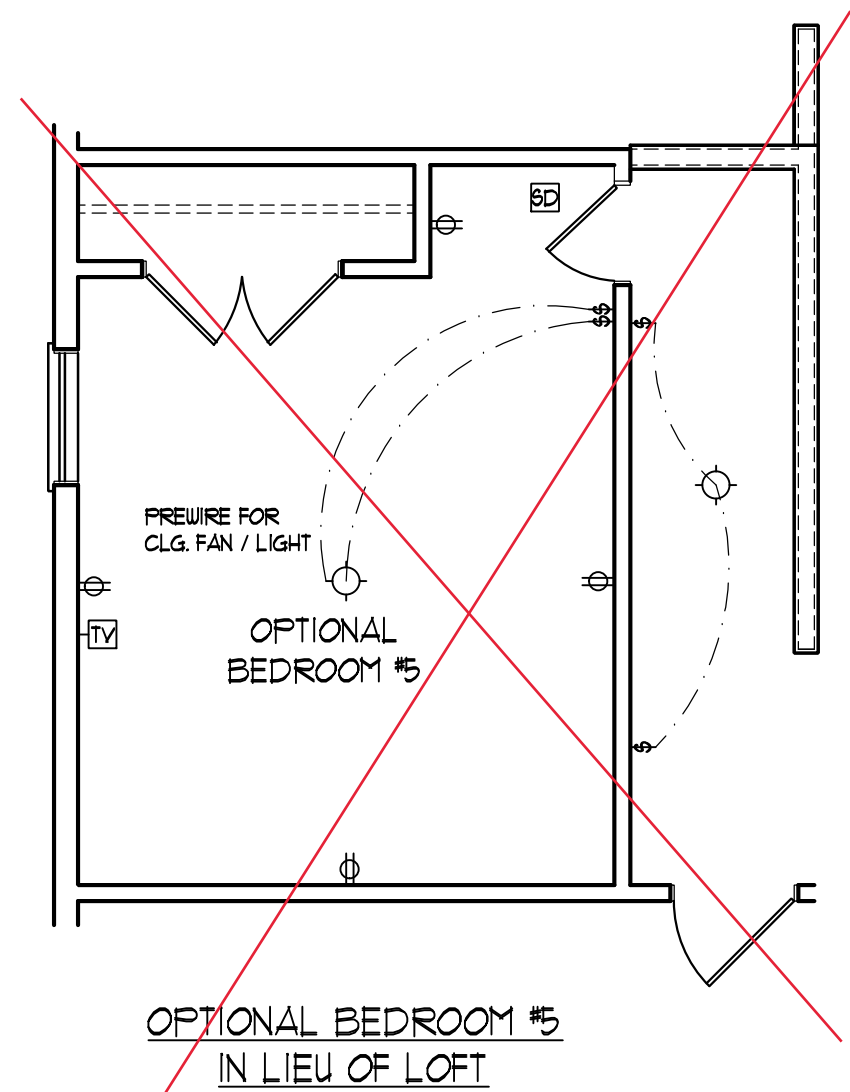 SD
$
$
$
PREWIRE FOR
CLG. FAN / LIGHT
TV
OPTIONAL
BEDROOM #5
$
OPTIONAL BEDROOM #5
IN LIEU OF LOFT